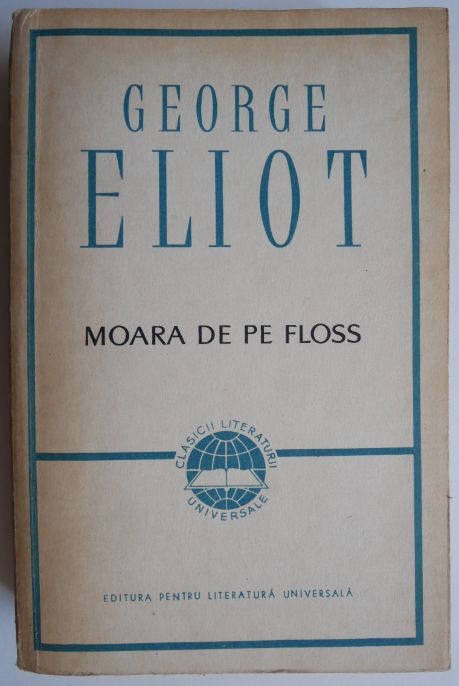 GEORGE
ELIOT
MOARA DE PE FLOSS
CLASICII LITERATURII
UNIVERSALE
EDITURA PENTRU LITERATURĂ UNIVERSALĂ